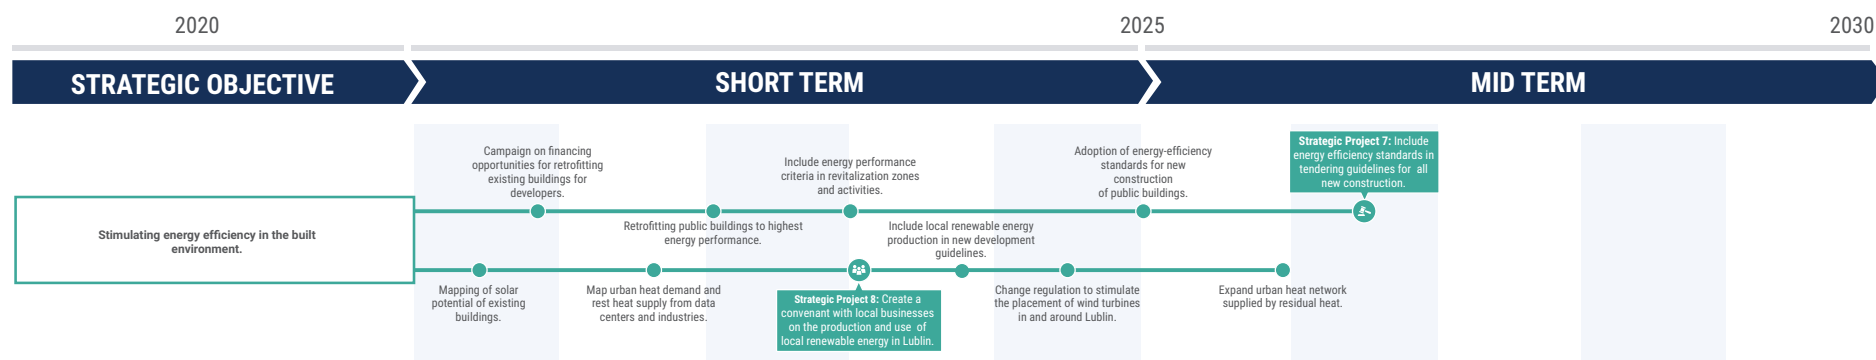 2020
2025
2030
STRATEGIC OBJECTIVE
SHORT TERM
MID TERM
Stimulating energy efficiency in the built
environment.
Campaign on financing
opportunities for retrofitting
existing buildings for
developers.
Retrofitting public buildings to highest
energy performance.
Include energy performance
criteria in revitalization zones
and activities.
Adoption of energy-efficiency
standards for new
construction
of public buildings.
Strategic Project 7: Include
energy efficiency standards in
tendering guidelines for all
new construction.
Mapping of solar
potential of existing
buildings.
Map urban heat demand and
rest heat supply from data
centers and industries.
Strategic Project 8: Create a
convenant with local businesses
on the production and use of
local renewable energy in Lublin.
Include local renewable energy
production in new development
guidelines.
Change regulation to stimulate
the placement of wind turbines
in and around Lublin.
Expand urban heat network
supplied by residual heat.